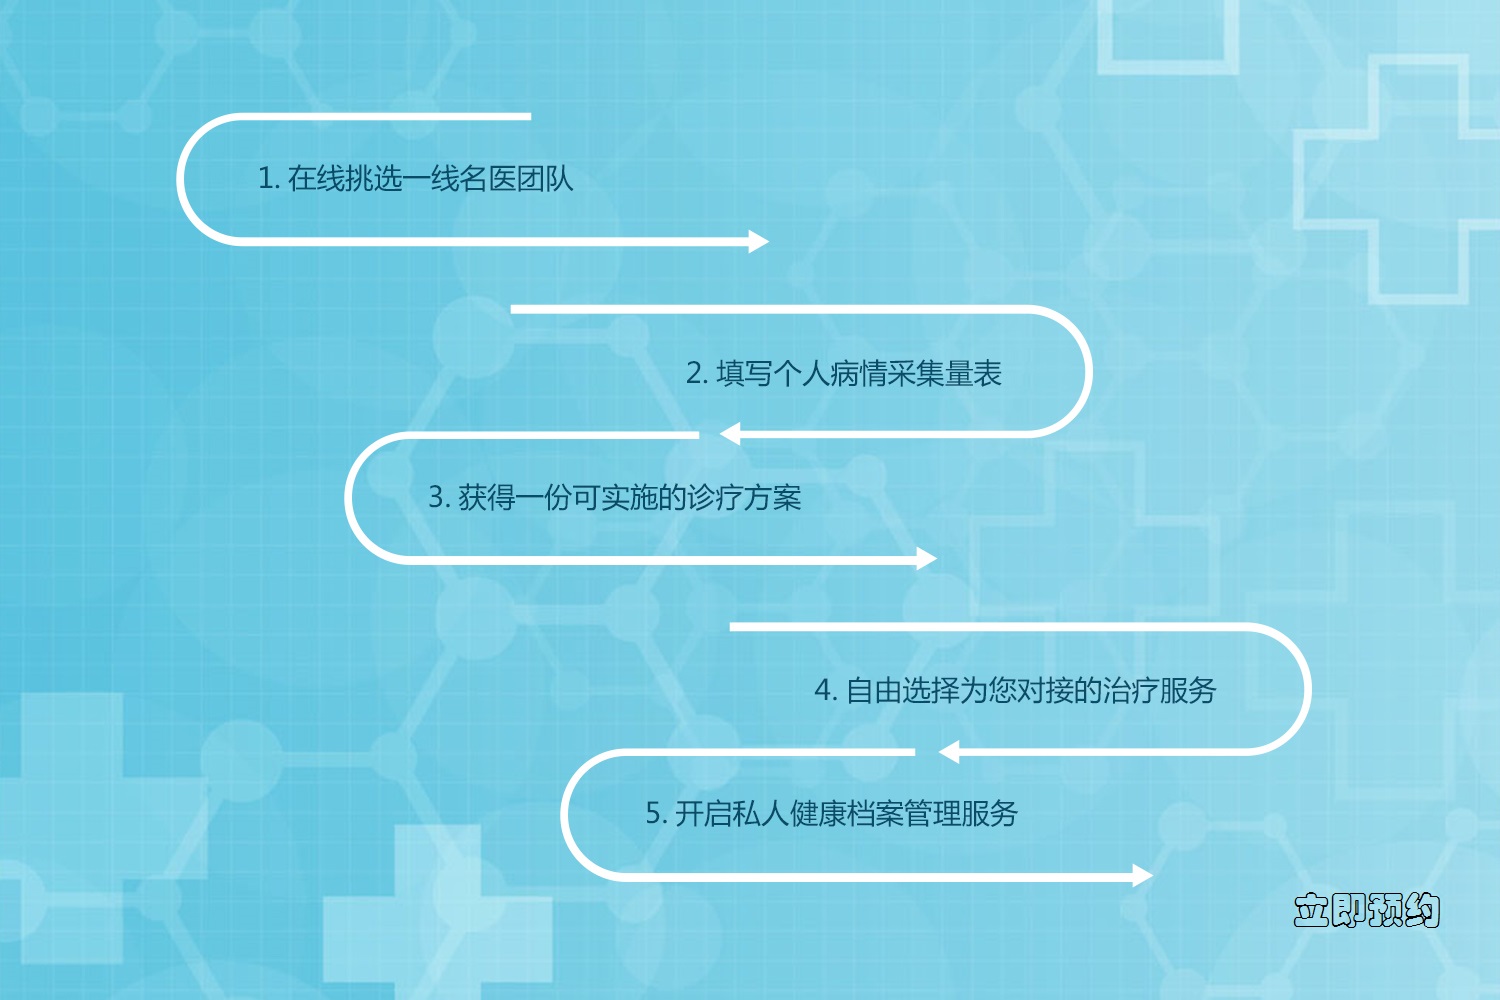 1. 在线挑选一线名医团队
2. 填写个人病情采集量表
3. 获得一份可实施的诊疗方案
4. 自由选择为您对接的治疗服务
5. 开启私人健康档案管理服务
立即预约